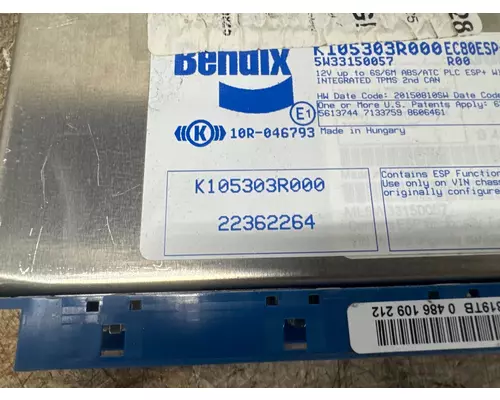 Bendix
K105303R000 EC80ESP
5W33150057 R00
12V up to 6S/6M ABS/ATC PLC ESP+
INTEGRATED TPMS 2nd CAN
HW Date Code: 20150810SW Date Code
One or More U.S. Patents Apply:
5613744 7133759 8606461
E1
K
10R-046793
Made in Hungary
K105303R000
22362264
Contains ESP Function
Use only on VIN chass
originally configured
319TB 0 486 109 212